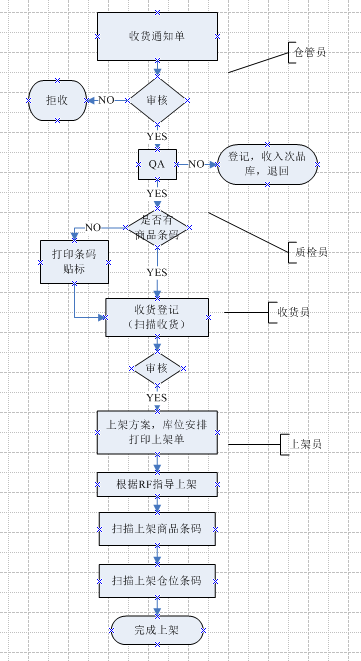 收货通知单
仓管员
拒收
NO
审核
YES
QA
NO
登记，收入次品
库，退回
YES
是否有
商品条码
NO
打印条码
贴标
质检员
YES
收货登记
（扫描收货）
收货员
审核
YES
上架方案，库位安排
打印上架单
上架员
根据RF指导上架
扫描上架商品条码
扫描上架仓位条码
完成上架